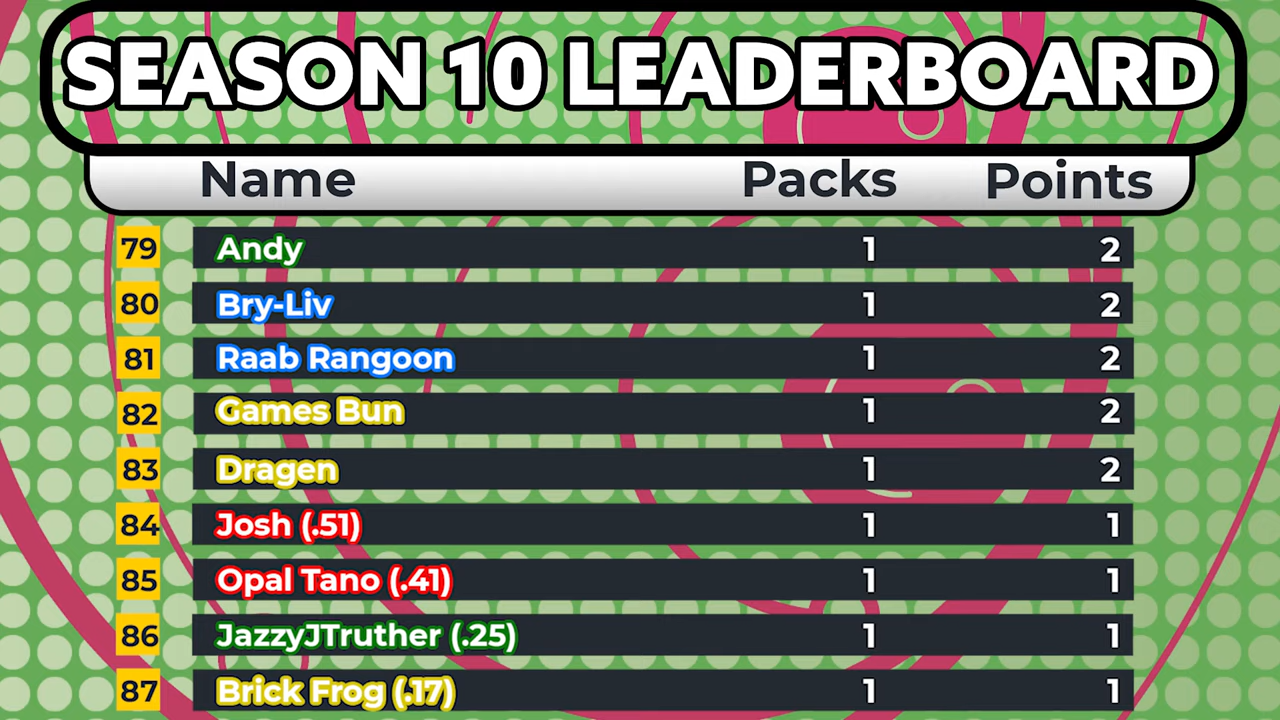 SEASON 10 LEADERBOARD
Name Packs Points
79 Andy 1 2
80 Bry-Liv 1 2
81 Raab Rangoon 1 2
82 Games Bun 1 2
83 Dragen 1 2
84 Josh (.51) 1 1
85 Opal Tano (.41) 1 1
86 JazzyJTruther (.25) 1 1
87 Brick Frog (.17) 1 1